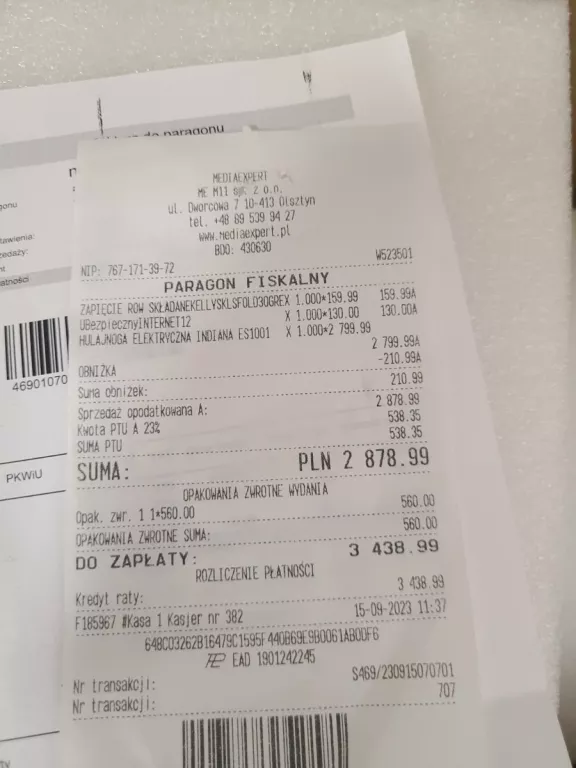 do paragonu
MEDIAEXPERT
ME M11 sp. z o.o.
ul. Dworcowa 7 10-413 Olsztyn
tel. +48 89 539 94 27
www.mediaexpert.pl
BDO: 430630
NIP: 767-171-39-72 W523501
PARAGON FISKALNY
ZAPIĘCIE ROW SKŁADANEKELLYSKLSFOLD30GREX 1.000*159.99 159.99A
UBezpiecznyINTERNET12 X 1.000*130.00 130.00A
HULAJNOGA ELEKTRYCZNA INDIANA ES1001 X 1.000*2 799.99
2 799.99A
OBNIŻKA -210.99A
Suma obniżek: 210.99
Sprzedaż opodatkowana A: 2 878.99
Kwota PTU A 23% 538.35
SUMA PTU 538.35
SUMA: PLN 2 878.99
OPAKOWANIA ZWROTNE WYDANIA
Opak. zwr. 1 1*560.00 560.00
OPAKOWANIA ZWROTNE SUMA: 560.00
DO ZAPŁATY: 3 438.99
ROZLICZENIE PŁATNOŚCI
Kredyt raty: 3 438.99
F185967 #Kasa 1 Kasjer nr 382 15-09-2023 11:37
EAD 1901242245
Nr transakcji: S469/230915070701
Nr transakcji: 707
46901070
PKWiU